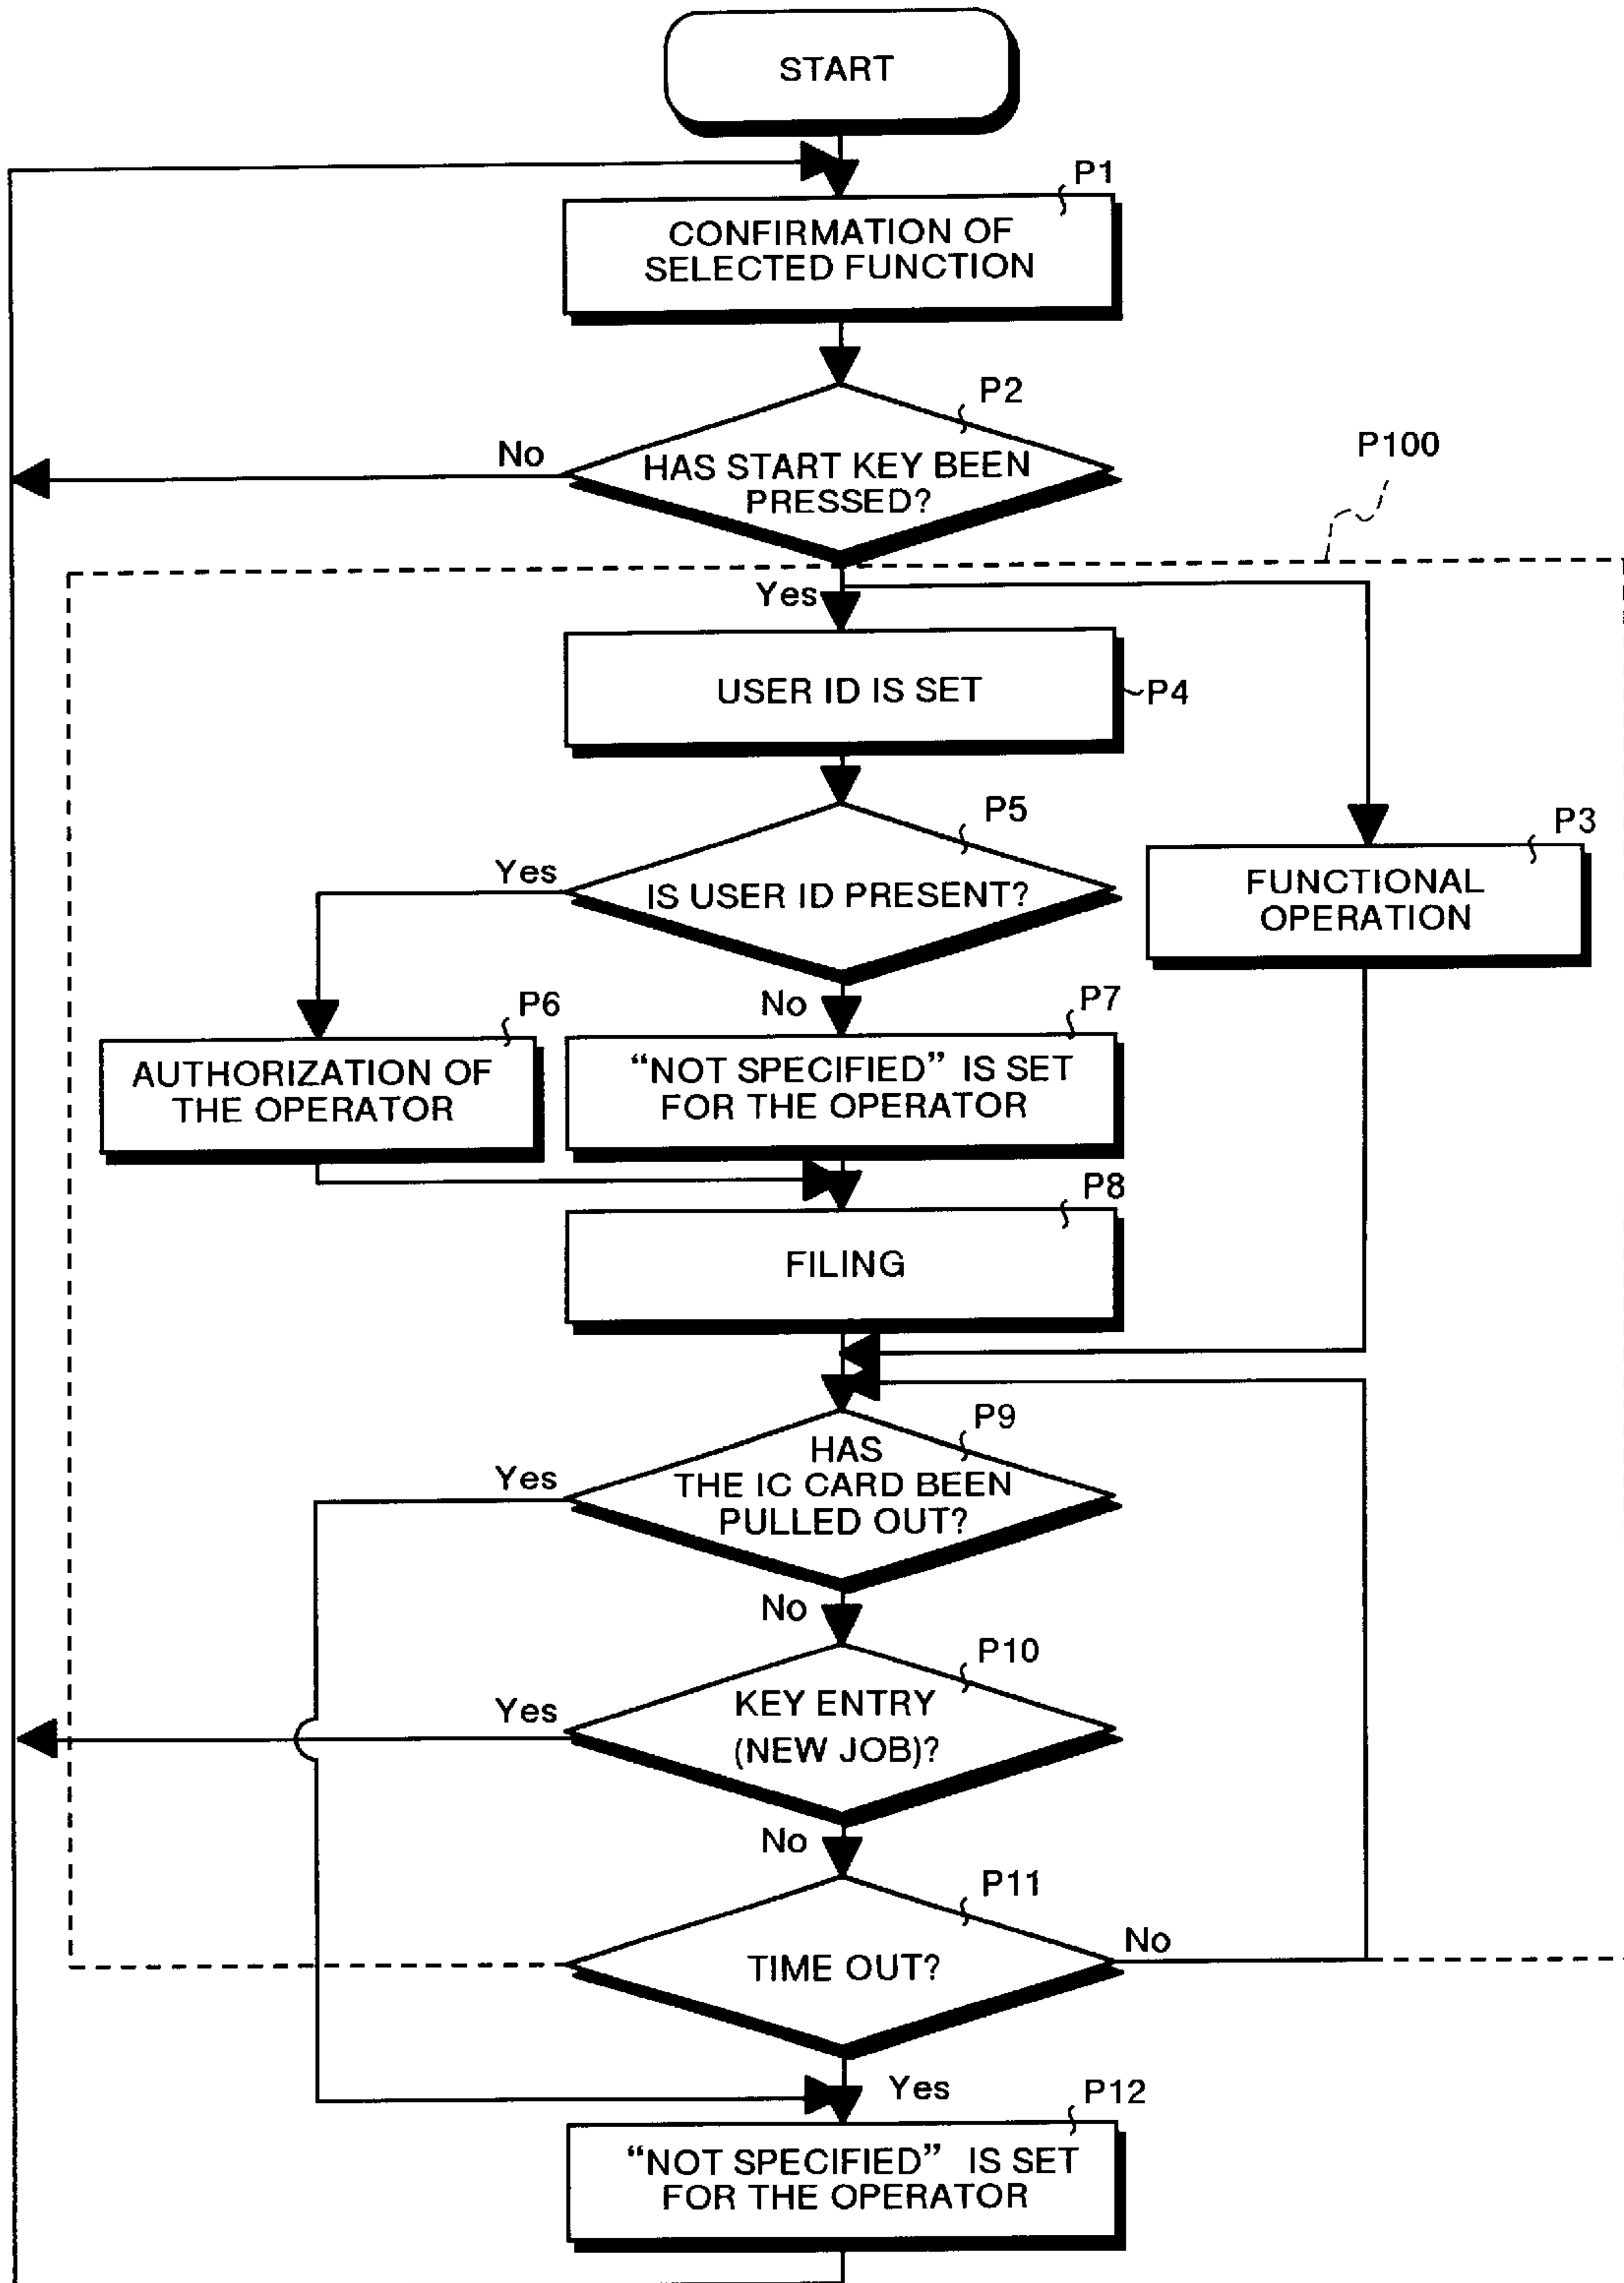 START
P1
CONFIRMATION OF
SELECTED FUNCTION
P2
No
HAS START KEY BEEN
PRESSED?
P100
Yes
USER ID IS SET
P4
P5
Yes
IS USER ID PRESENT?
P3
FUNCTIONAL
OPERATION
No
P6
AUTHORIZATION OF
THE OPERATOR
P7
“NOT SPECIFIED” IS SET
FOR THE OPERATOR
P8
FILING
P9
Yes
HAS
THE IC CARD BEEN
PULLED OUT?
No
P10
Yes
KEY ENTRY
(NEW JOB)?
No
P11
TIME OUT?
No
Yes
P12
“NOT SPECIFIED” IS SET
FOR THE OPERATOR